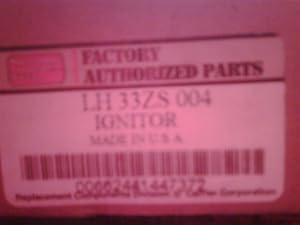 FACTORY
AUTHORIZED PARTS
LH 33ZS 004
IGNITOR
MADE IN U.S.A.
Replacement Components Division of Carrier Corporation